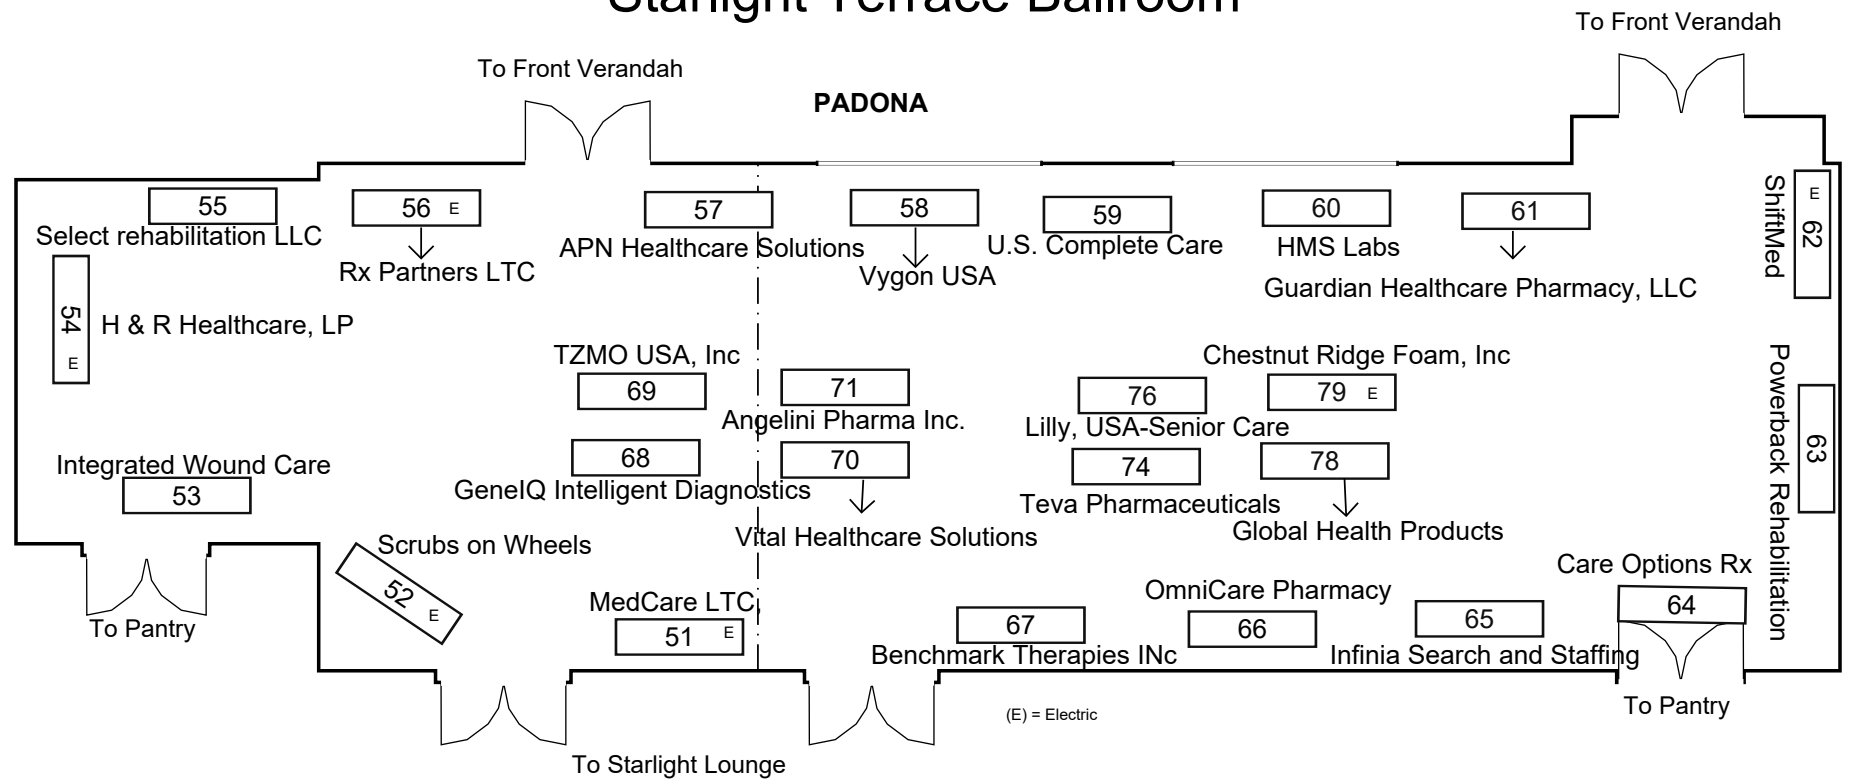 Starlight Terrace Ballroom
To Front Verandah
To Front Verandah
PADONA
55
Select rehabilitation LLC
56 E
Rx Partners LTC
57
APN Healthcare Solutions
58
Vygon USA
59
U.S. Complete Care
60
HMS Labs
61
Guardian Healthcare Pharmacy, LLC
E 62
ShiftMed
54 E
H & R Healthcare, LP
TZMO USA, Inc
69
71
Angelini Pharma Inc.
76
Lilly, USA-Senior Care
Chestnut Ridge Foam, Inc
79 E
63
Powerback Rehabilitation
Integrated Wound Care
53
68
GeneIQ Intelligent Diagnostics
70
Vital Healthcare Solutions
74
Teva Pharmaceuticals
78
Global Health Products
Scrubs on Wheels
52 E
MedCare LTC,
51 E
67
Benchmark Therapies INc
OmniCare Pharmacy
66
65
Infinia Search and Staffing
Care Options Rx
64
To Pantry
To Pantry
(E) = Electric
To Starlight Lounge